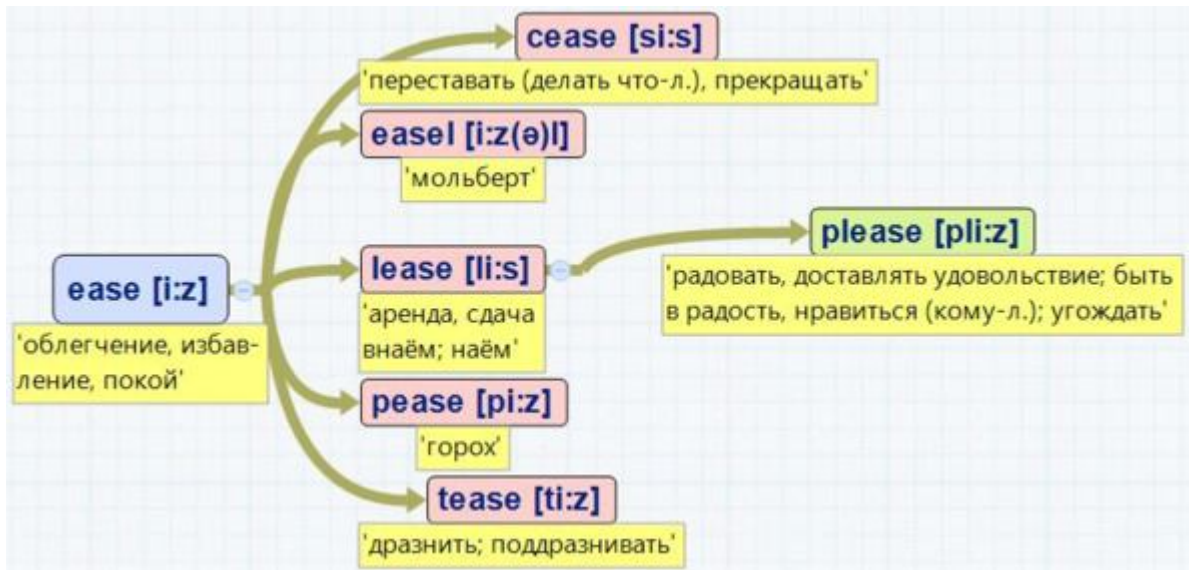 cease [si:s]
'переставать (делать что-л.), прекращать'
easel [i:z(ə)l]
'мольберт'
please [pli:z]
'радовать, доставлять удовольствие; быть
в радость, нравиться (кому-л.); угождать'
lease [li:s]
'аренда, сдача
внаём; наём'
ease [i:z]
'облегчение, избав-
ление, покой'
pease [pi:z]
'горох'
tease [ti:z]
'дразнить; поддразнивать'